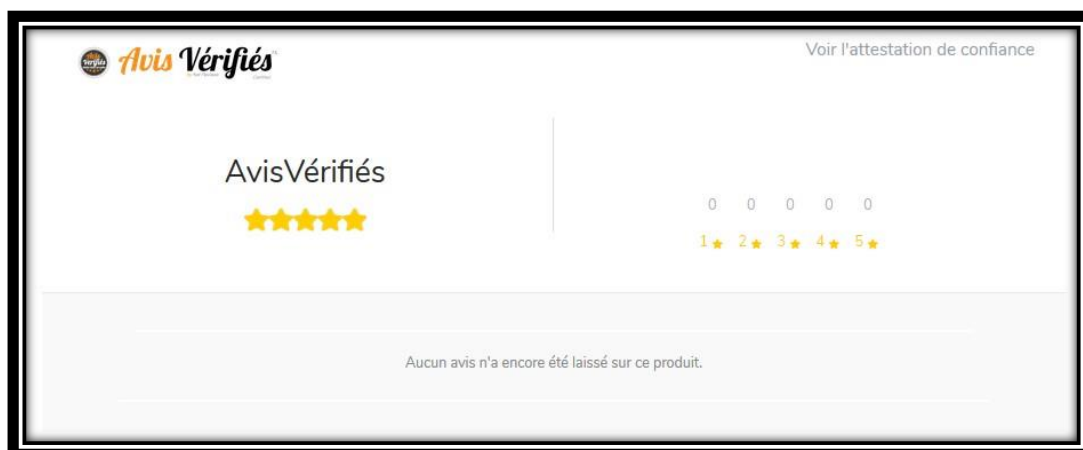 Avis Vérifiés
Voir l'attestation de confiance
AvisVérifiés
0 0 0 0 0
1 2 3 4 5
Aucun avis n'a encore été laissé sur ce produit.